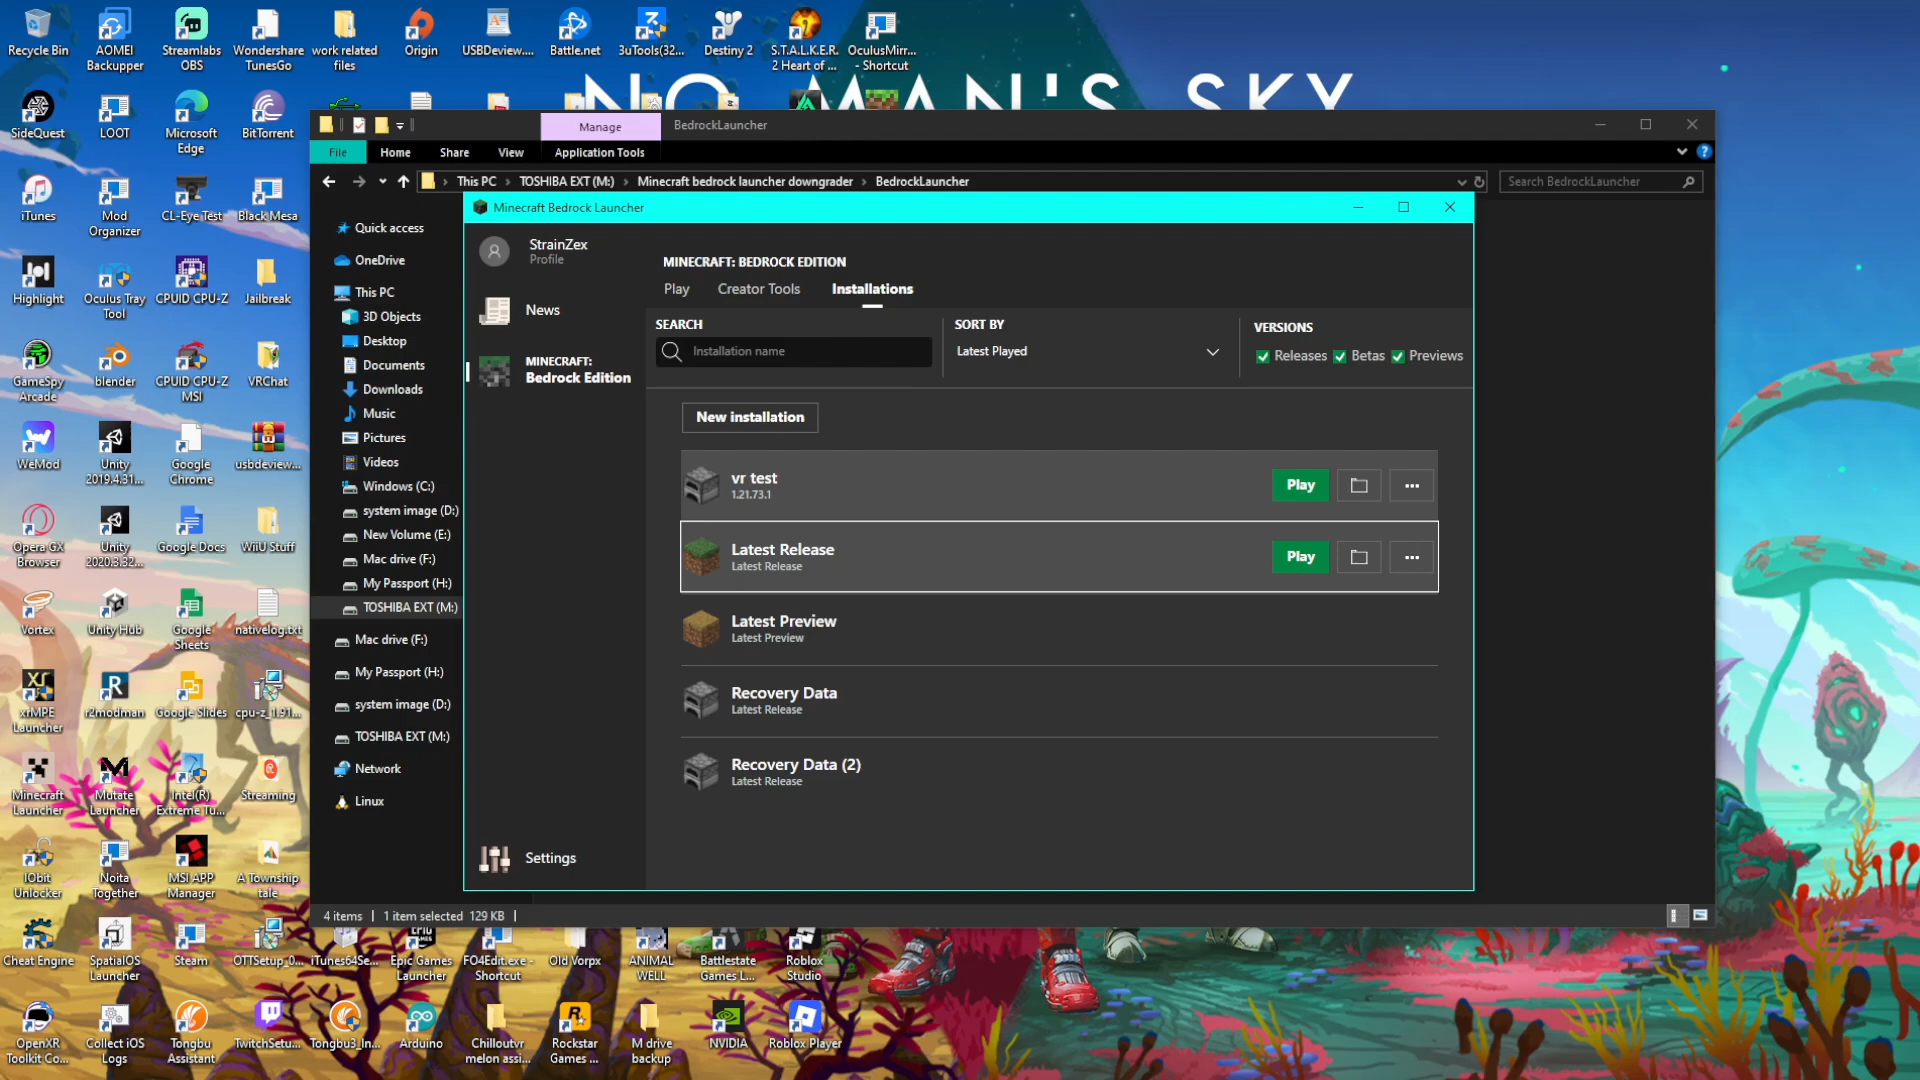 NO MAN'S SKY
Recycle Bin
AOMEI Backupper
Streamlabs OBS
Wondershare TunesGo
work related files
Origin
USBDeview....
Battle.net
3uTools(32...
Destiny 2
S.T.A.L.K.E.R. 2 Heart of ...
OculusMirr... - Shortcut
SideQuest
LOOT
Microsoft Edge
BitTorrent
iTunes
Mod Organizer
CL-Eye Test
Black Mesa
Highlight
Oculus Tray Tool
CPUID CPU-Z
Jailbreak
GameSpy Arcade
blender
CPUID CPU-Z MSI
VRChat
WeMod
Unity 2019.4.31...
Google Chrome
usbdeview...
Opera GX Browser
Unity 2020.3.32...
Google Docs
WiiU Stuff
Vortex
Unity Hub
Google Sheets
nativelog.txt
xtMPE Launcher
r2modman
Google Slides
cpu-z_1.91...
Minecraft Launcher
Mutate Launcher
Intel(R) Extreme Tu...
Streaming
IObit Unlocker
Noita Together
MSI APP Manager
A Township tale
Cheat Engine
SpatialOS Launcher
Steam
OTTSetup_0...
iTunes64Se...
Epic Games Launcher
FO4Edit.exe - Shortcut
Old Vorpx
ANIMAL WELL
Battlestate Games L...
Roblox Studio
OpenXR Toolkit Co...
Collect iOS Logs
Tongbu Assistant
TwitchSetu...
Tongbu3_In...
Arduino
Chilloutvr melon assi...
Rockstar Games ...
M drive backup
NVIDIA
Roblox Player
Manage
BedrockLauncher
File
Home
Share
View
Application Tools
This PC
TOSHIBA EXT (M:)
Minecraft bedrock launcher downgrader
BedrockLauncher
Search BedrockLauncher
Quick access
OneDrive
This PC
3D Objects
Desktop
Documents
Downloads
Music
Pictures
Videos
Windows (C:)
system image (D:)
New Volume (E:)
Mac drive (F:)
My Passport (H:)
TOSHIBA EXT (M:)
Mac drive (F:)
My Passport (H:)
system image (D:)
TOSHIBA EXT (M:)
Network
Linux
4 items
1 item selected 129 KB
Minecraft Bedrock Launcher
StrainZex
Profile
News
MINECRAFT:
Bedrock Edition
Settings
MINECRAFT: BEDROCK EDITION
Play
Creator Tools
Installations
SEARCH
Installation name
SORT BY
Latest Played
VERSIONS
Releases
Betas
Previews
New installation
vr test
1.21.73.1
Play
Latest Release
Latest Release
Play
Latest Preview
Latest Preview
Recovery Data
Latest Release
Recovery Data (2)
Latest Release